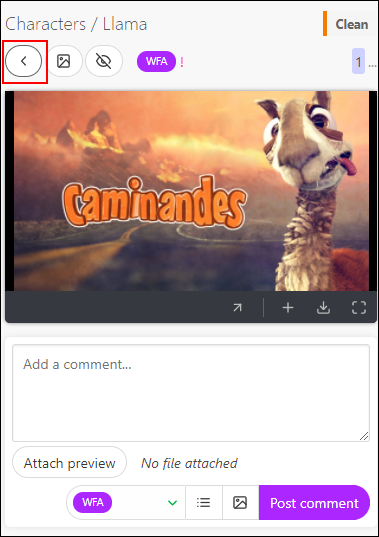 Characters / Llama
Clean
WFA !
1 ...
Caminandes
Add a comment...
Attach preview
No file attached
WFA
Post comment